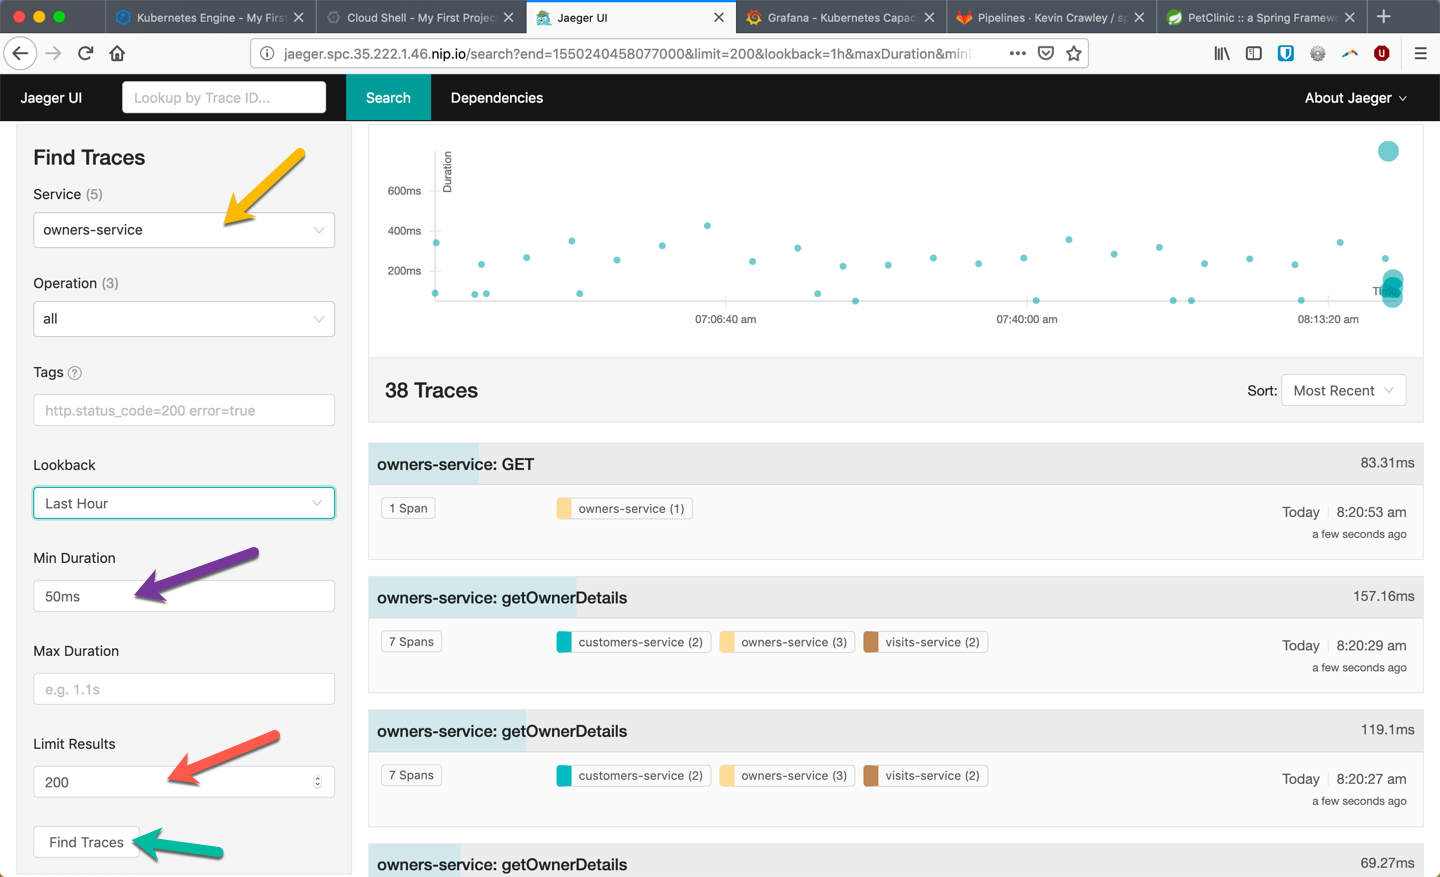 Kubernetes Engine - My First
Cloud Shell - My First Project
Jaeger UI
Grafana - Kubernetes Capac
Pipelines · Kevin Crawley / sp
PetClinic :: a Spring Framewo
jaeger.spc.35.222.1.46.nip.io/search?end=1550240458077000&limit=200&lookback=1h&maxDuration&minD
Jaeger UI
Lookup by Trace ID...
Search
Dependencies
About Jaeger
Find Traces
Service (5)
owners-service
Operation (3)
all
Tags ?
http.status_code=200 error=true
Lookback
Last Hour
Min Duration
50ms
Max Duration
e.g. 1.1s
Limit Results
200
Find Traces
Duration
600ms
400ms
200ms
07:06:40 am
07:40:00 am
08:13:20 am
38 Traces
Sort: Most Recent
owners-service: GET
83.31ms
1 Span
owners-service (1)
Today 8:20:53 am
a few seconds ago
owners-service: getOwnerDetails
157.16ms
7 Spans
customers-service (2)
owners-service (3)
visits-service (2)
Today 8:20:29 am
a few seconds ago
owners-service: getOwnerDetails
119.1ms
7 Spans
customers-service (2)
owners-service (3)
visits-service (2)
Today 8:20:27 am
a few seconds ago
owners-service: getOwnerDetails
69.27ms